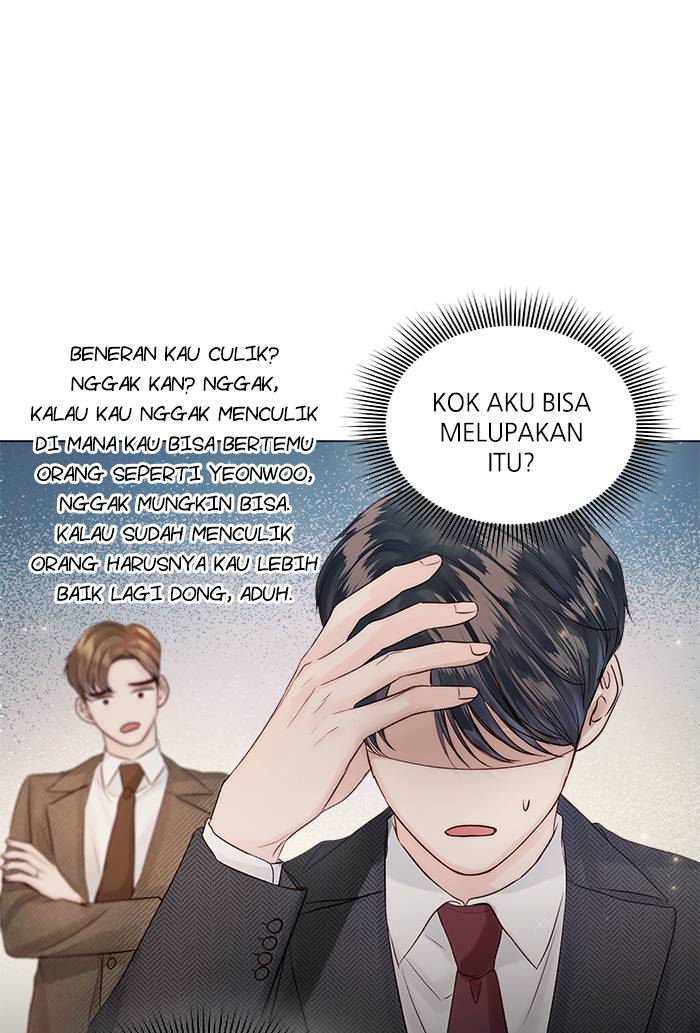 BENERAN KAU CULIK?
NGGAK KAN? NGGAK,
KALAU KAU NGGAK MENCULIK
DI MANA KAU BISA BERTEMU
ORANG SEPERTI YEONWOO,
NGGAK MUNGKIN BISA.
KALAU SUDAH MENCULIK
ORANG HARUSNYA KAU LEBIH
BAIK LAGI DONG, ADUH.
KOK AKU BISA
MELUPAKAN
ITU?